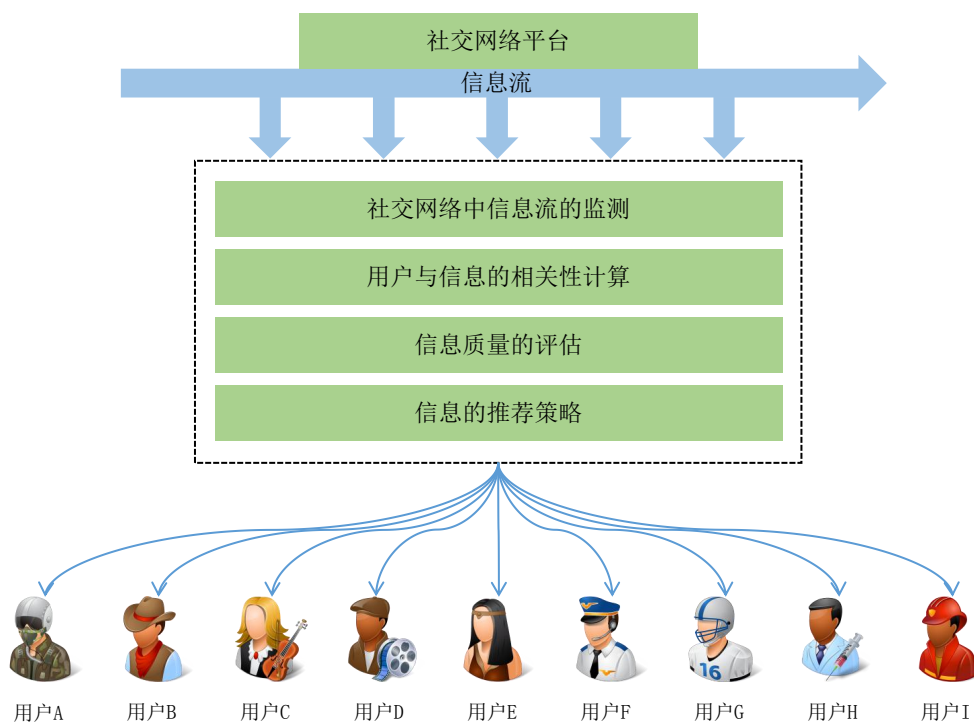 社交网络平台
信息流
社交网络中信息流的监测
用户与信息的相关性计算
信息质量的评估
信息的推荐策略
16
用户A 用户B 用户C 用户D 用户E 用户F 用户G 用户H 用户I